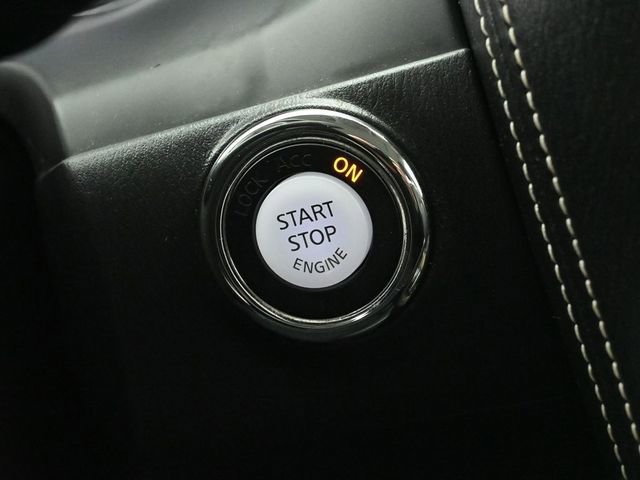 LOCK ACC ON
START
STOP
ENGINE